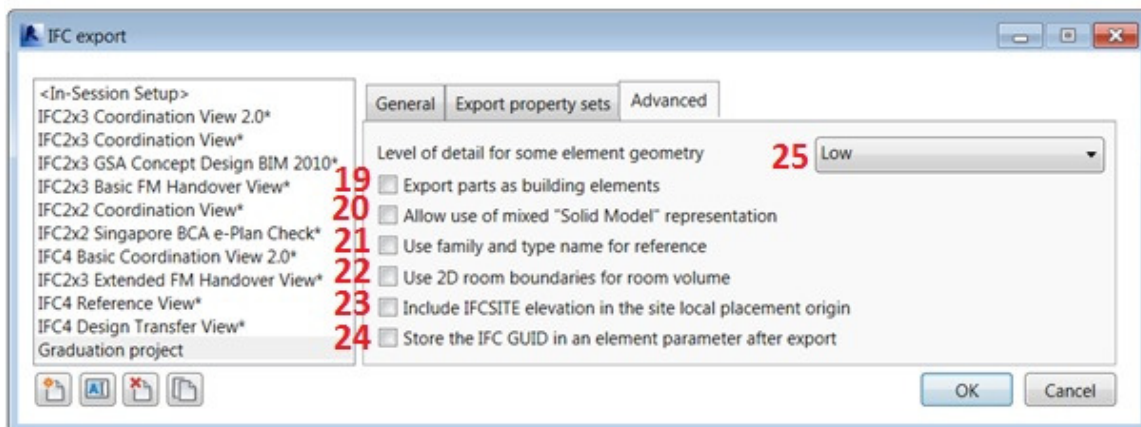 IFC export
<In-Session Setup>
IFC2x3 Coordination View 2.0*
IFC2x3 Coordination View*
IFC2x3 GSA Concept Design BIM 2010*
IFC2x3 Basic FM Handover View*
IFC2x2 Coordination View*
IFC2x2 Singapore BCA e-Plan Check*
IFC4 Basic Coordination View 2.0*
IFC2x3 Extended FM Handover View*
IFC4 Reference View*
IFC4 Design Transfer View*
Graduation project
General Export property sets Advanced
Level of detail for some element geometry 25 Low
19 Export parts as building elements
20 Allow use of mixed "Solid Model" representation
21 Use family and type name for reference
22 Use 2D room boundaries for room volume
23 Include IFCSITE elevation in the site local placement origin
24 Store the IFC GUID in an element parameter after export
OK Cancel